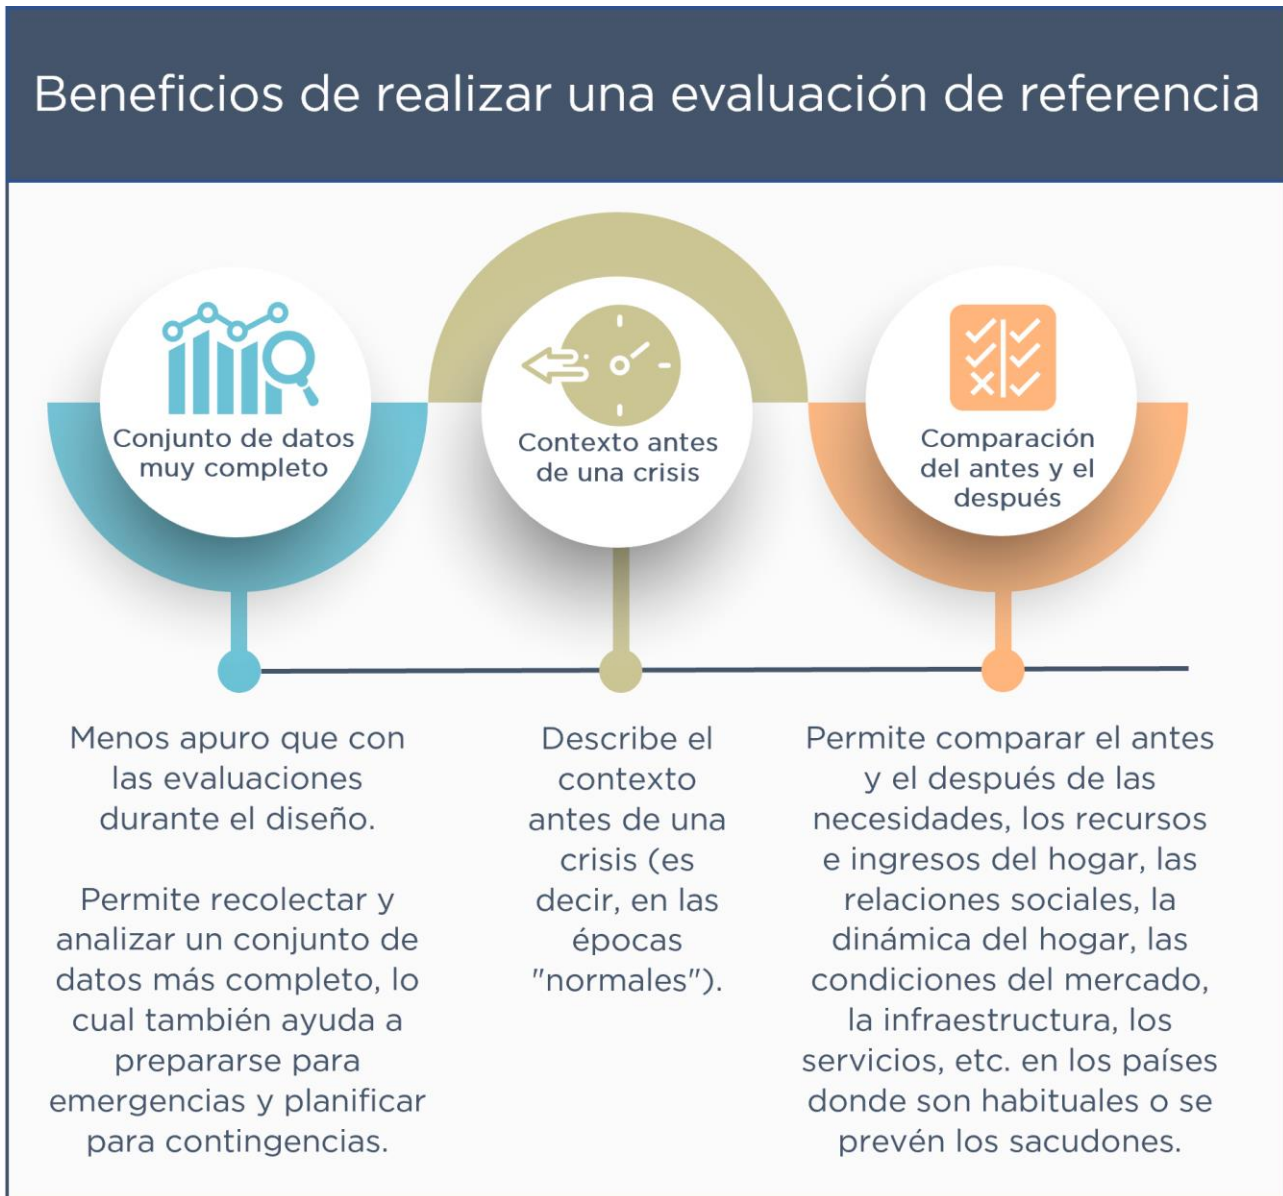 Beneficios de realizar una evaluación de referencia
Conjunto de datos
muy completo
Contexto antes
de una crisis
Comparación
del antes y el
después
Menos apuro que con
las evaluaciones
durante el diseño.
Permite recolectar y
analizar un conjunto de
datos más completo, lo
cual también ayuda a
prepararse para
emergencias y planificar
para contingencias.
Describe el
contexto
antes de una
crisis (es
decir, en las
épocas
"normales").
Permite comparar el antes
y el después de las
necesidades, los recursos
e ingresos del hogar, las
relaciones sociales, la
dinámica del hogar, las
condiciones del mercado,
la infraestructura, los
servicios, etc. en los países
donde son habituales o se
prevén los sacudones.